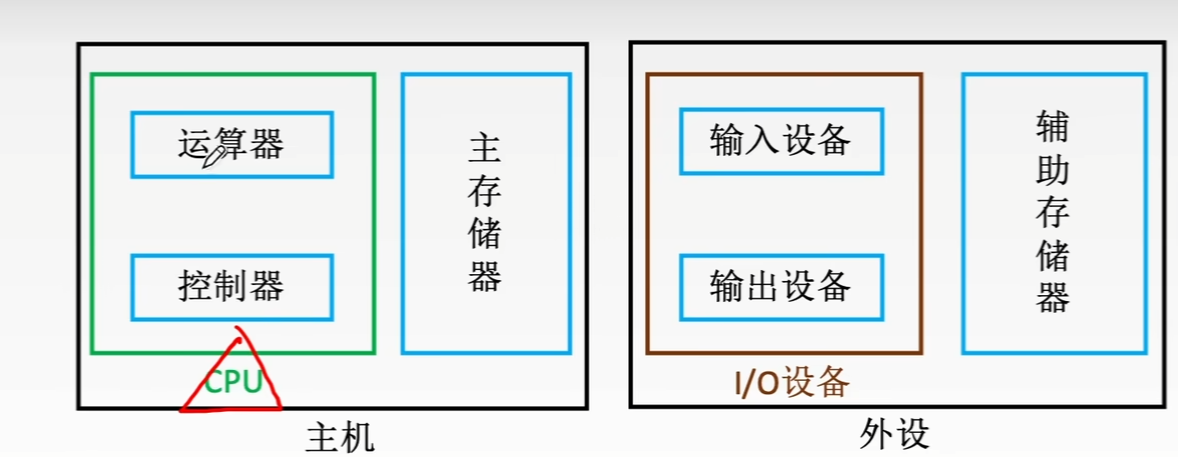 运算器
控制器
CPU
主存储器
主机
输入设备
输出设备
I/O设备
辅助存储器
外设